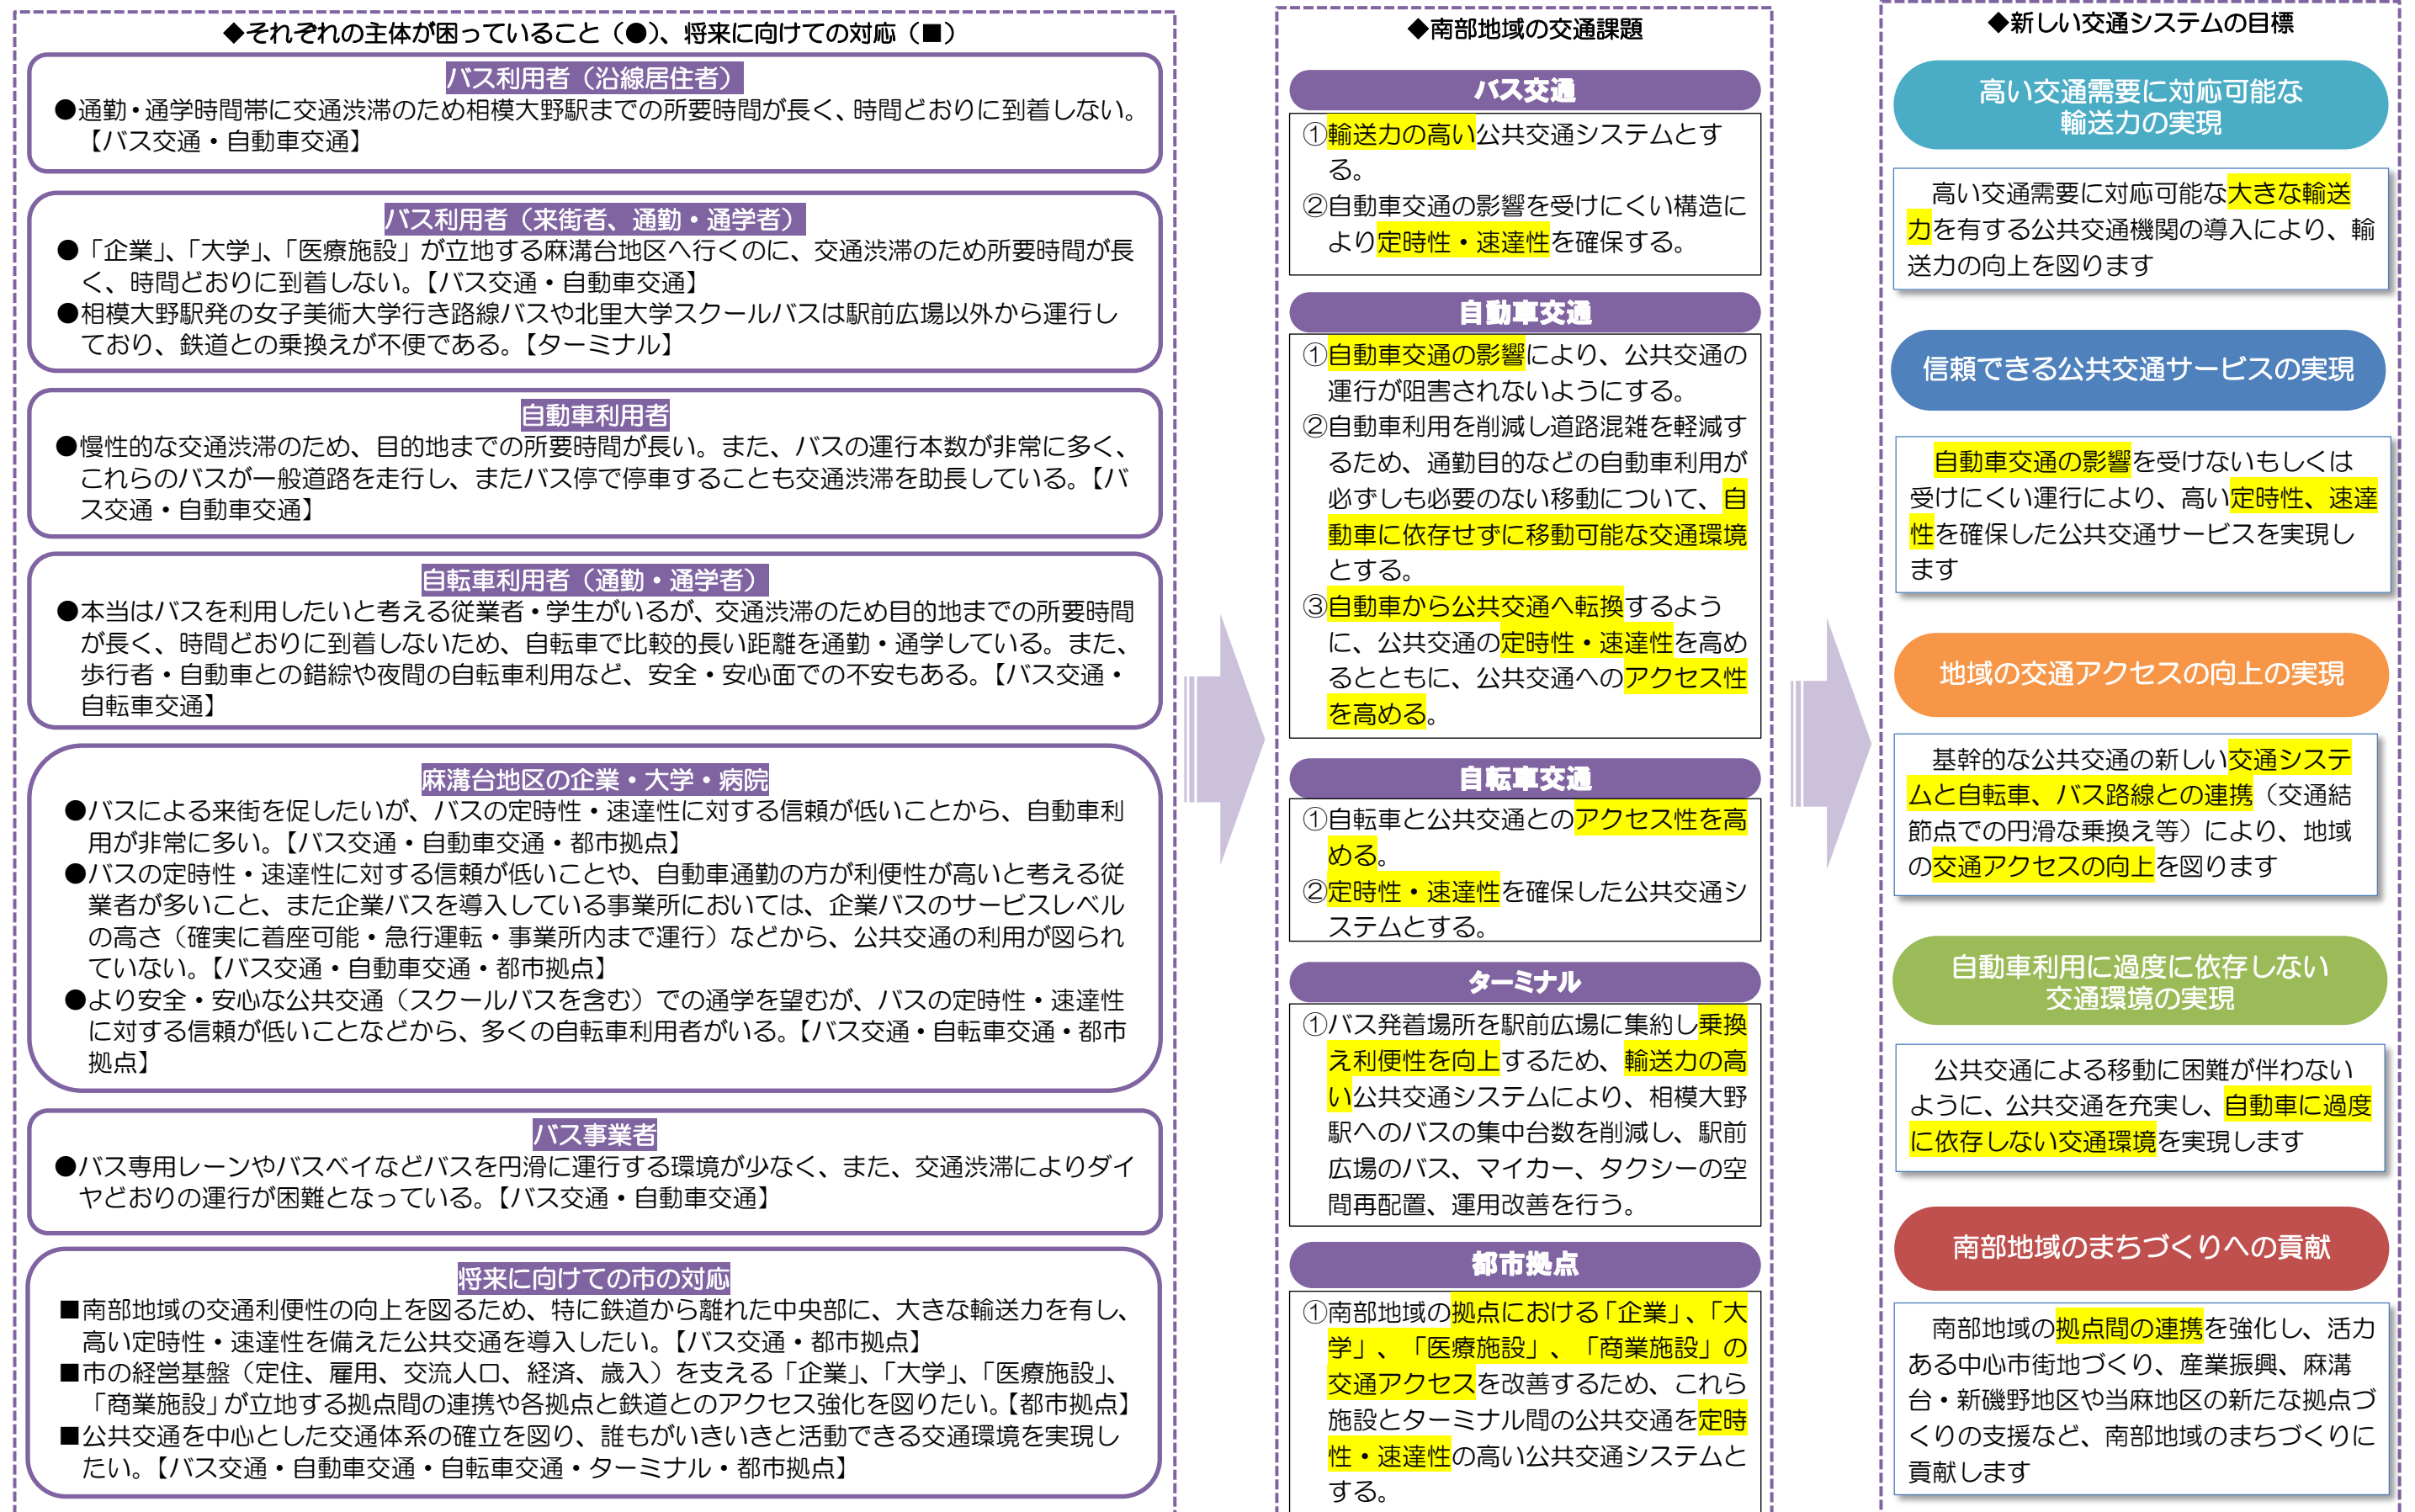 ◆それぞれの主体が困っていること（●）、将来に向けての対応（■）
バス利用者（沿線居住者）
●通勤・通学時間帯に交通渋滞のため相模大野駅までの所要時間が長く、時間どおりに到着しない。
【バス交通・自動車交通】
バス利用者（来街者、通勤・通学者）
●「企業」、「大学」、「医療施設」が立地する麻溝台地区へ行くのに、交通渋滞のため所要時間が長
く、時間どおりに到着しない。【バス交通・自動車交通】
●相模大野駅発の女子美術大学行き路線バスや北里大学スクールバスは駅前広場以外から運行し
ており、鉄道との乗換えが不便である。【ターミナル】
自動車利用者
●慢性的な交通渋滞のため、目的地までの所要時間が長い。また、バスの運行本数が非常に多く、
これらのバスが一般道路を走行し、またバス停で停車することも交通渋滞を助長している。【バ
ス交通・自動車交通】
自転車利用者（通勤・通学者）
●本当はバスを利用したいと考える従業者・学生がいるが、交通渋滞のため目的地までの所要時間
が長く、時間どおりに到着しないため、自転車で比較的長い距離を通勤・通学している。また、
歩行者・自動車との錯綜や夜間の自転車利用など、安全・安心面での不安もある。【バス交通・
自転車交通】
麻溝台地区の企業・大学・病院
●バスによる来街を促したいが、バスの定時性・速達性に対する信頼が低いことから、自動車利
用が非常に多い。【バス交通・自動車交通・都市拠点】
●バスの定時性・速達性に対する信頼が低いことや、自動車通勤の方が利便性が高いと考える従
業者が多いこと、また企業バスを導入している事業所においては、企業バスのサービスレベル
の高さ（確実に着座可能・急行運転・事業所内まで運行）などから、公共交通の利用が図られ
ていない。【バス交通・自動車交通・都市拠点】
●より安全・安心な公共交通（スクールバスを含む）での通学を望むが、バスの定時性・速達性
に対する信頼が低いことなどから、多くの自転車利用者がいる。【バス交通・自転車交通・都市
拠点】
バス事業者
●バス専用レーンやバスベイなどバスを円滑に運行する環境が少なく、また、交通渋滞によりダイ
ヤどおりの運行が困難となっている。【バス交通・自動車交通】
将来に向けての市の対応
■南部地域の交通利便性の向上を図るため、特に鉄道から離れた中央部に、大きな輸送力を有し、
高い定時性・速達性を備えた公共交通を導入したい。【バス交通・都市拠点】
■市の経営基盤（定住、雇用、交流人口、経済、歳入）を支える「企業」、「大学」、「医療施設」、
「商業施設」が立地する拠点間の連携や各拠点と鉄道とのアクセス強化を図りたい。【都市拠点】
■公共交通を中心とした交通体系の確立を図り、誰もがいきいきと活動できる交通環境を実現し
たい。【バス交通・自動車交通・自転車交通・ターミナル・都市拠点】
◆南部地域の交通課題
バス交通
①輸送力の高い公共交通システムとす
る。
②自動車交通の影響を受けにくい構造に
より定時性・速達性を確保する。
自動車交通
①自動車交通の影響により、公共交通の
運行が阻害されないようにする。
②自動車利用を削減し道路混雑を軽減す
るため、通勤目的などの自動車利用が
必ずしも必要のない移動について、自
動車に依存せずに移動可能な交通環境
とする。
③自動車から公共交通へ転換するよう
に、公共交通の定時性・速達性を高め
るとともに、公共交通へのアクセス性
を高める。
自転車交通
①自転車と公共交通とのアクセス性を高
める。
②定時性・速達性を確保した公共交通シ
ステムとする。
ターミナル
①バス発着場所を駅前広場に集約し乗換
え利便性を向上するため、輸送力の高
い公共交通システムにより、相模大野
駅へのバスの集中台数を削減し、駅前
広場のバス、マイカー、タクシーの空
間再配置、運用改善を行う。
都市拠点
①南部地域の拠点における「企業」、「大
学」、「医療施設」、「商業施設」の
交通アクセスを改善するため、これら
施設とターミナル間の公共交通を定時
性・速達性の高い公共交通システムと
する。
◆新しい交通システムの目標
高い交通需要に対応可能な
輸送力の実現
高い交通需要に対応可能な大きな輸送
力を有する公共交通機関の導入により、輸
送力の向上を図ります
信頼できる公共交通サービスの実現
自動車交通の影響を受けないもしくは
受けにくい運行により、高い定時性、速達
性を確保した公共交通サービスを実現し
ます
地域の交通アクセスの向上の実現
基幹的な公共交通の新しい交通システ
ムと自転車、バス路線との連携（交通結
節点での円滑な乗換え等）により、地域
の交通アクセスの向上を図ります
自動車利用に過度に依存しない
交通環境の実現
公共交通による移動に困難が伴わない
ように、公共交通を充実し、自動車に過度
に依存しない交通環境を実現します
南部地域のまちづくりへの貢献
南部地域の拠点間の連携を強化し、活力
ある中心市街地づくり、産業振興、麻溝
台・新磯野地区や当麻地区の新たな拠点づ
くりの支援など、南部地域のまちづくりに
貢献します